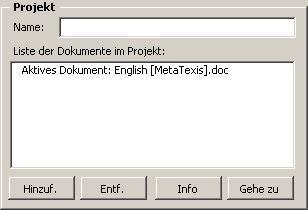 Projekt
Name:
Liste der Dokumente im Projekt:
Aktives Dokument: English [MetaTexis].doc
Hinzuf.
Entf.
Info
Gehe zu